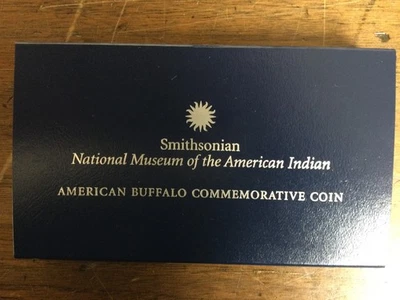 Smithsonian
National Museum of the American Indian
AMERICAN BUFFALO COMMEMORATIVE COIN